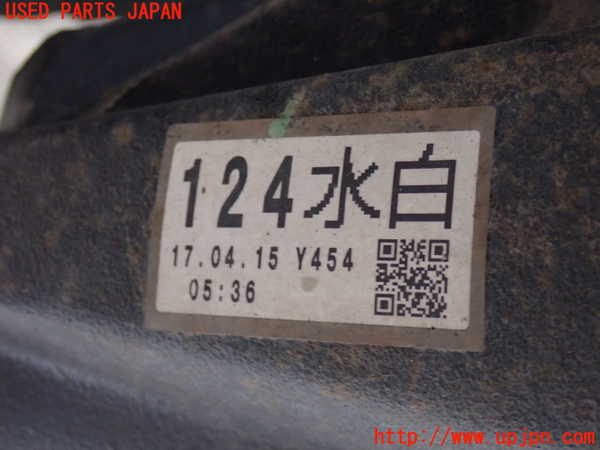 USED PARTS JAPAN
124水白
17.04.15 Y454
05:36
http://www.upjpn.com